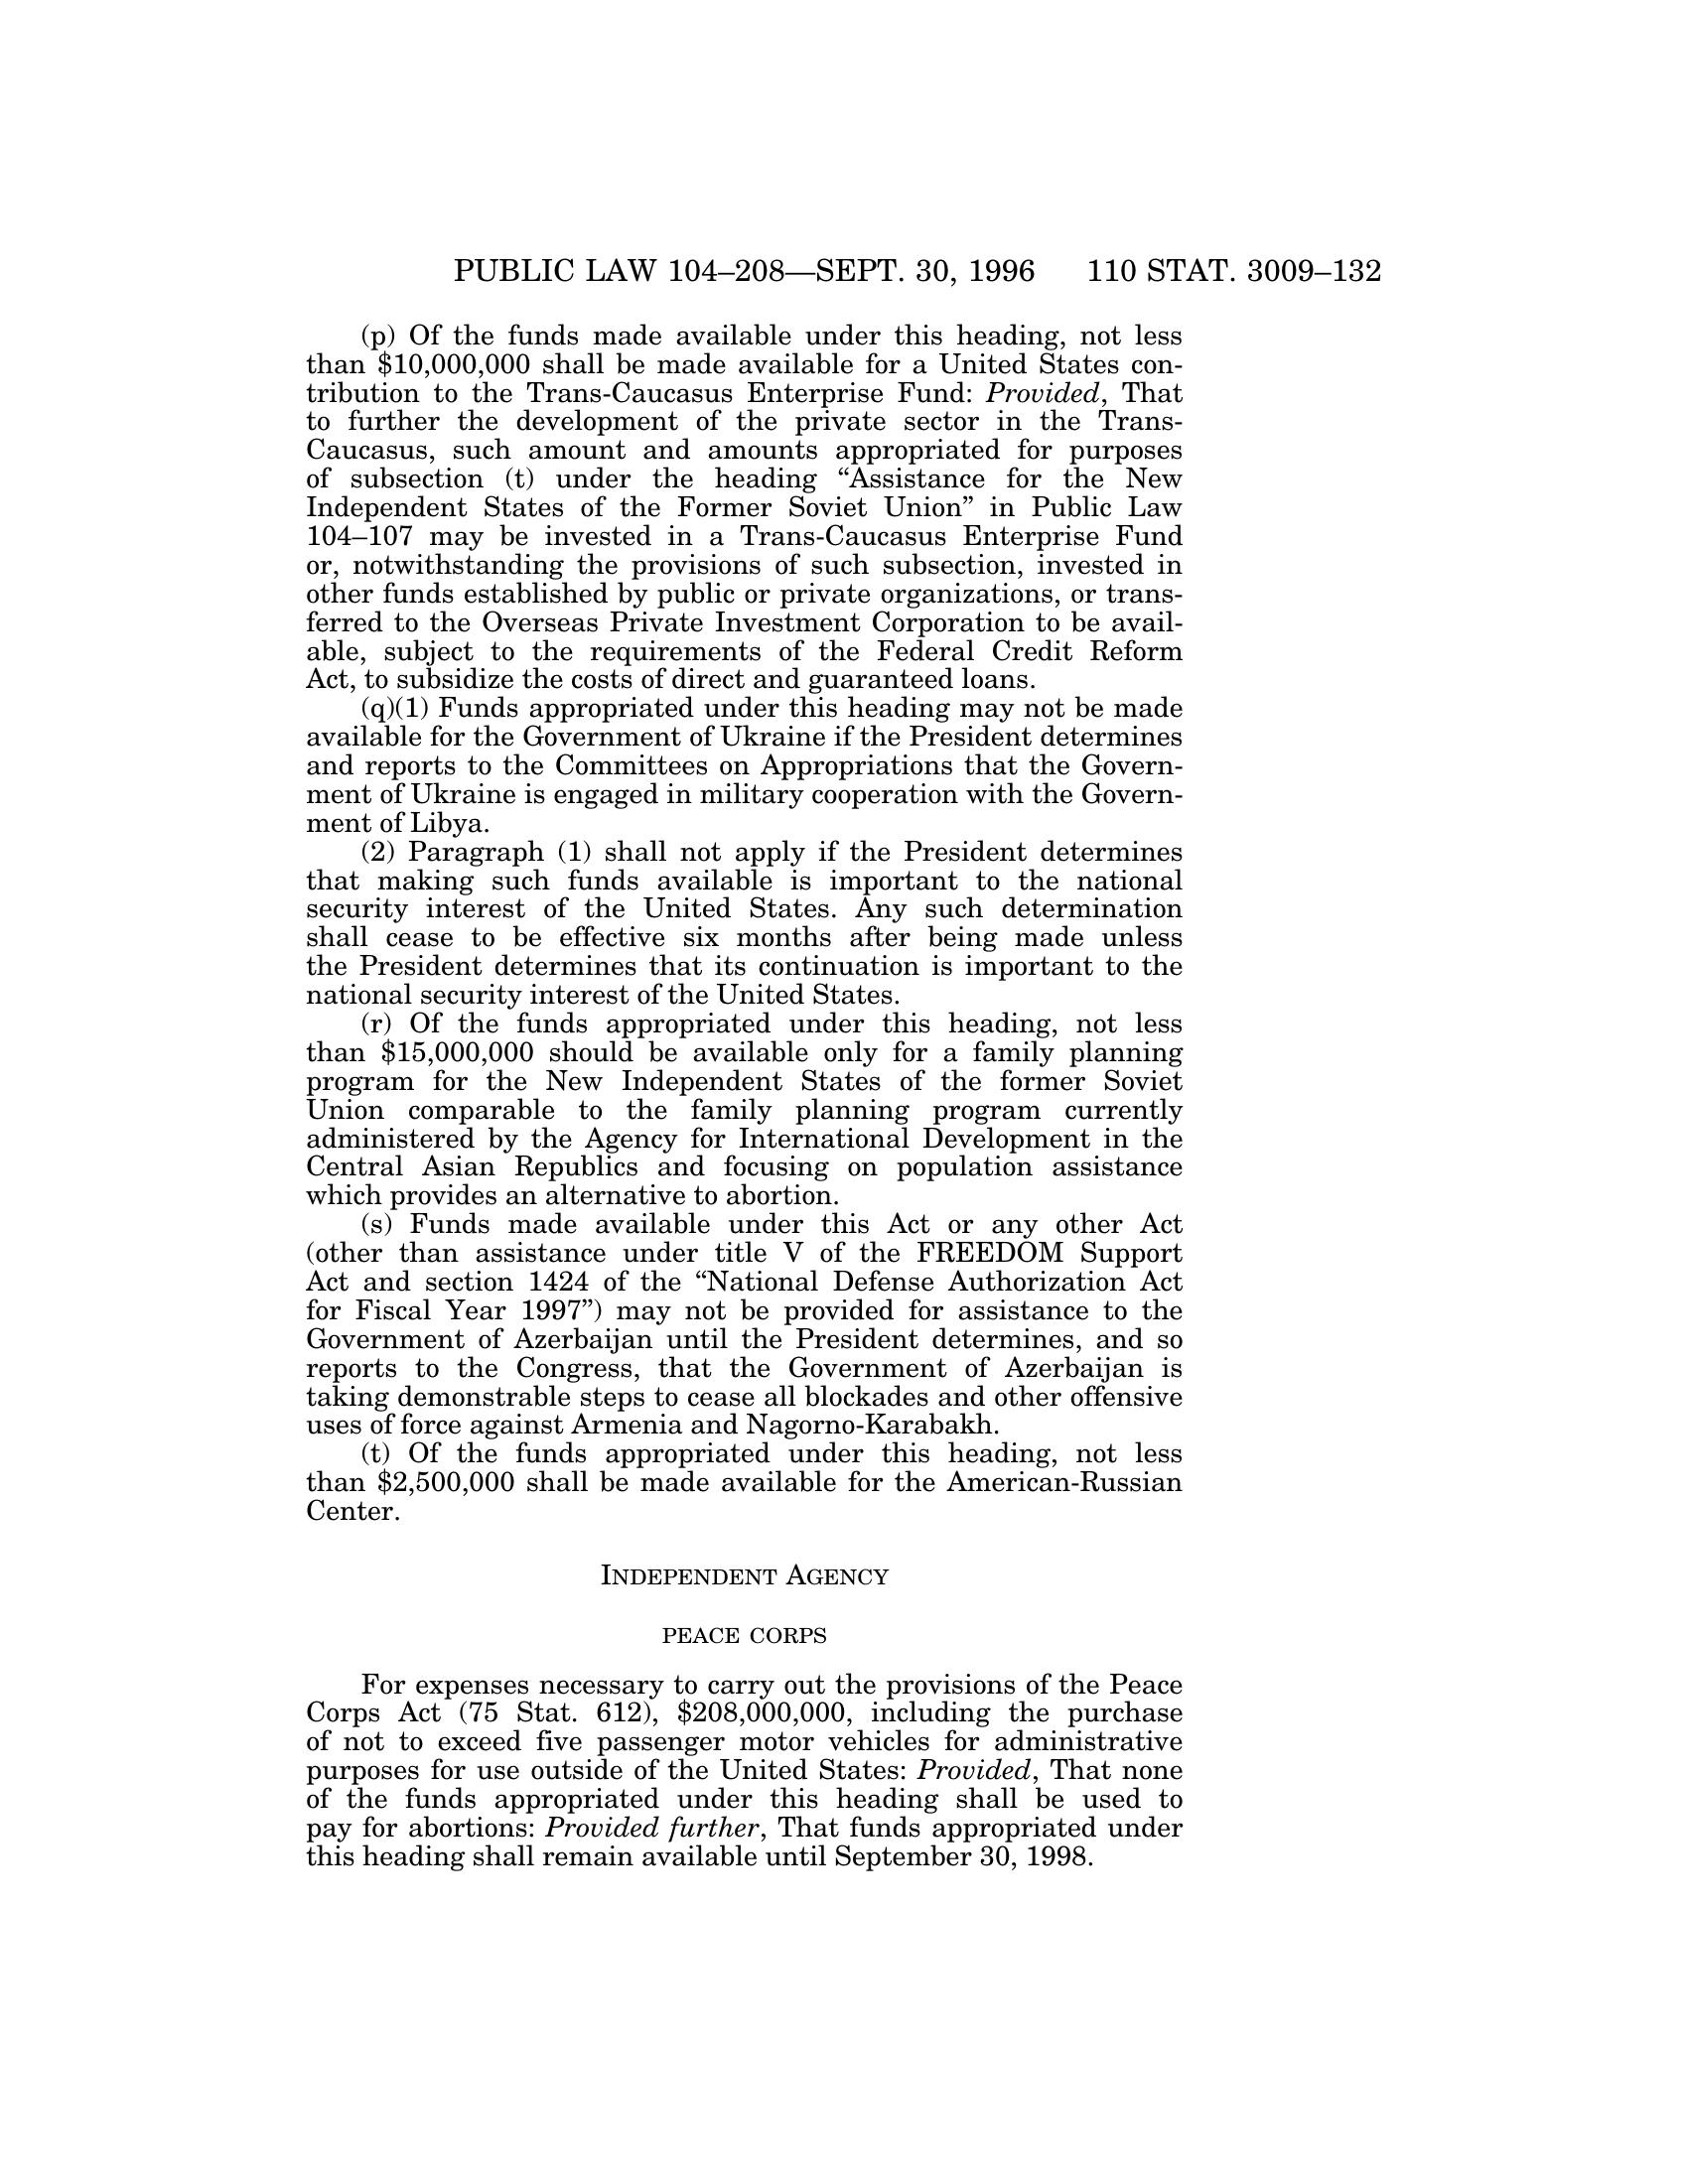 PUBLIC LAW 104–208—SEPT. 30, 1996 110 STAT. 3009–132
(p) Of the funds made available under this heading, not less
than $10,000,000 shall be made available for a United States con-
tribution to the Trans-Caucasus Enterprise Fund: Provided, That
to further the development of the private sector in the Trans-
Caucasus, such amount and amounts appropriated for purposes
of subsection (t) under the heading “Assistance for the New
Independent States of the Former Soviet Union” in Public Law
104–107 may be invested in a Trans-Caucasus Enterprise Fund
or, notwithstanding the provisions of such subsection, invested in
other funds established by public or private organizations, or trans-
ferred to the Overseas Private Investment Corporation to be avail-
able, subject to the requirements of the Federal Credit Reform
Act, to subsidize the costs of direct and guaranteed loans.
(q)(1) Funds appropriated under this heading may not be made
available for the Government of Ukraine if the President determines
and reports to the Committees on Appropriations that the Govern-
ment of Ukraine is engaged in military cooperation with the Govern-
ment of Libya.
(2) Paragraph (1) shall not apply if the President determines
that making such funds available is important to the national
security interest of the United States. Any such determination
shall cease to be effective six months after being made unless
the President determines that its continuation is important to the
national security interest of the United States.
(r) Of the funds appropriated under this heading, not less
than $15,000,000 should be available only for a family planning
program for the New Independent States of the former Soviet
Union comparable to the family planning program currently
administered by the Agency for International Development in the
Central Asian Republics and focusing on population assistance
which provides an alternative to abortion.
(s) Funds made available under this Act or any other Act
(other than assistance under title V of the FREEDOM Support
Act and section 1424 of the “National Defense Authorization Act
for Fiscal Year 1997”) may not be provided for assistance to the
Government of Azerbaijan until the President determines, and so
reports to the Congress, that the Government of Azerbaijan is
taking demonstrable steps to cease all blockades and other offensive
uses of force against Armenia and Nagorno-Karabakh.
(t) Of the funds appropriated under this heading, not less
than $2,500,000 shall be made available for the American-Russian
Center.
INDEPENDENT AGENCY
PEACE CORPS
For expenses necessary to carry out the provisions of the Peace
Corps Act (75 Stat. 612), $208,000,000, including the purchase
of not to exceed five passenger motor vehicles for administrative
purposes for use outside of the United States: Provided, That none
of the funds appropriated under this heading shall be used to
pay for abortions: Provided further, That funds appropriated under
this heading shall remain available until September 30, 1998.